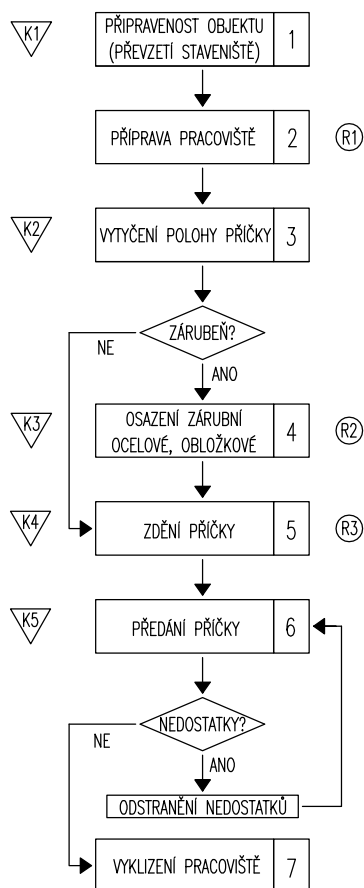 K1
PŘIPRAVENOST OBJEKTU
(PŘEVZETÍ STAVENIŠTĚ)
1
PŘÍPRAVA PRACOVIŠTĚ
2
R1
K2
VYTYČENÍ POLOHY PŘÍČKY
3
ZÁRUBEŇ?
NE
ANO
K3
OSAZENÍ ZÁRUBNÍ
OCELOVÉ, OBLOŽKOVÉ
4
R2
K4
ZDĚNÍ PŘÍČKY
5
R3
K5
PŘEDÁNÍ PŘÍČKY
6
NEDOSTATKY?
NE
ANO
ODSTRANĚNÍ NEDOSTATKŮ
VYKLIZENÍ PRACOVIŠTĚ
7